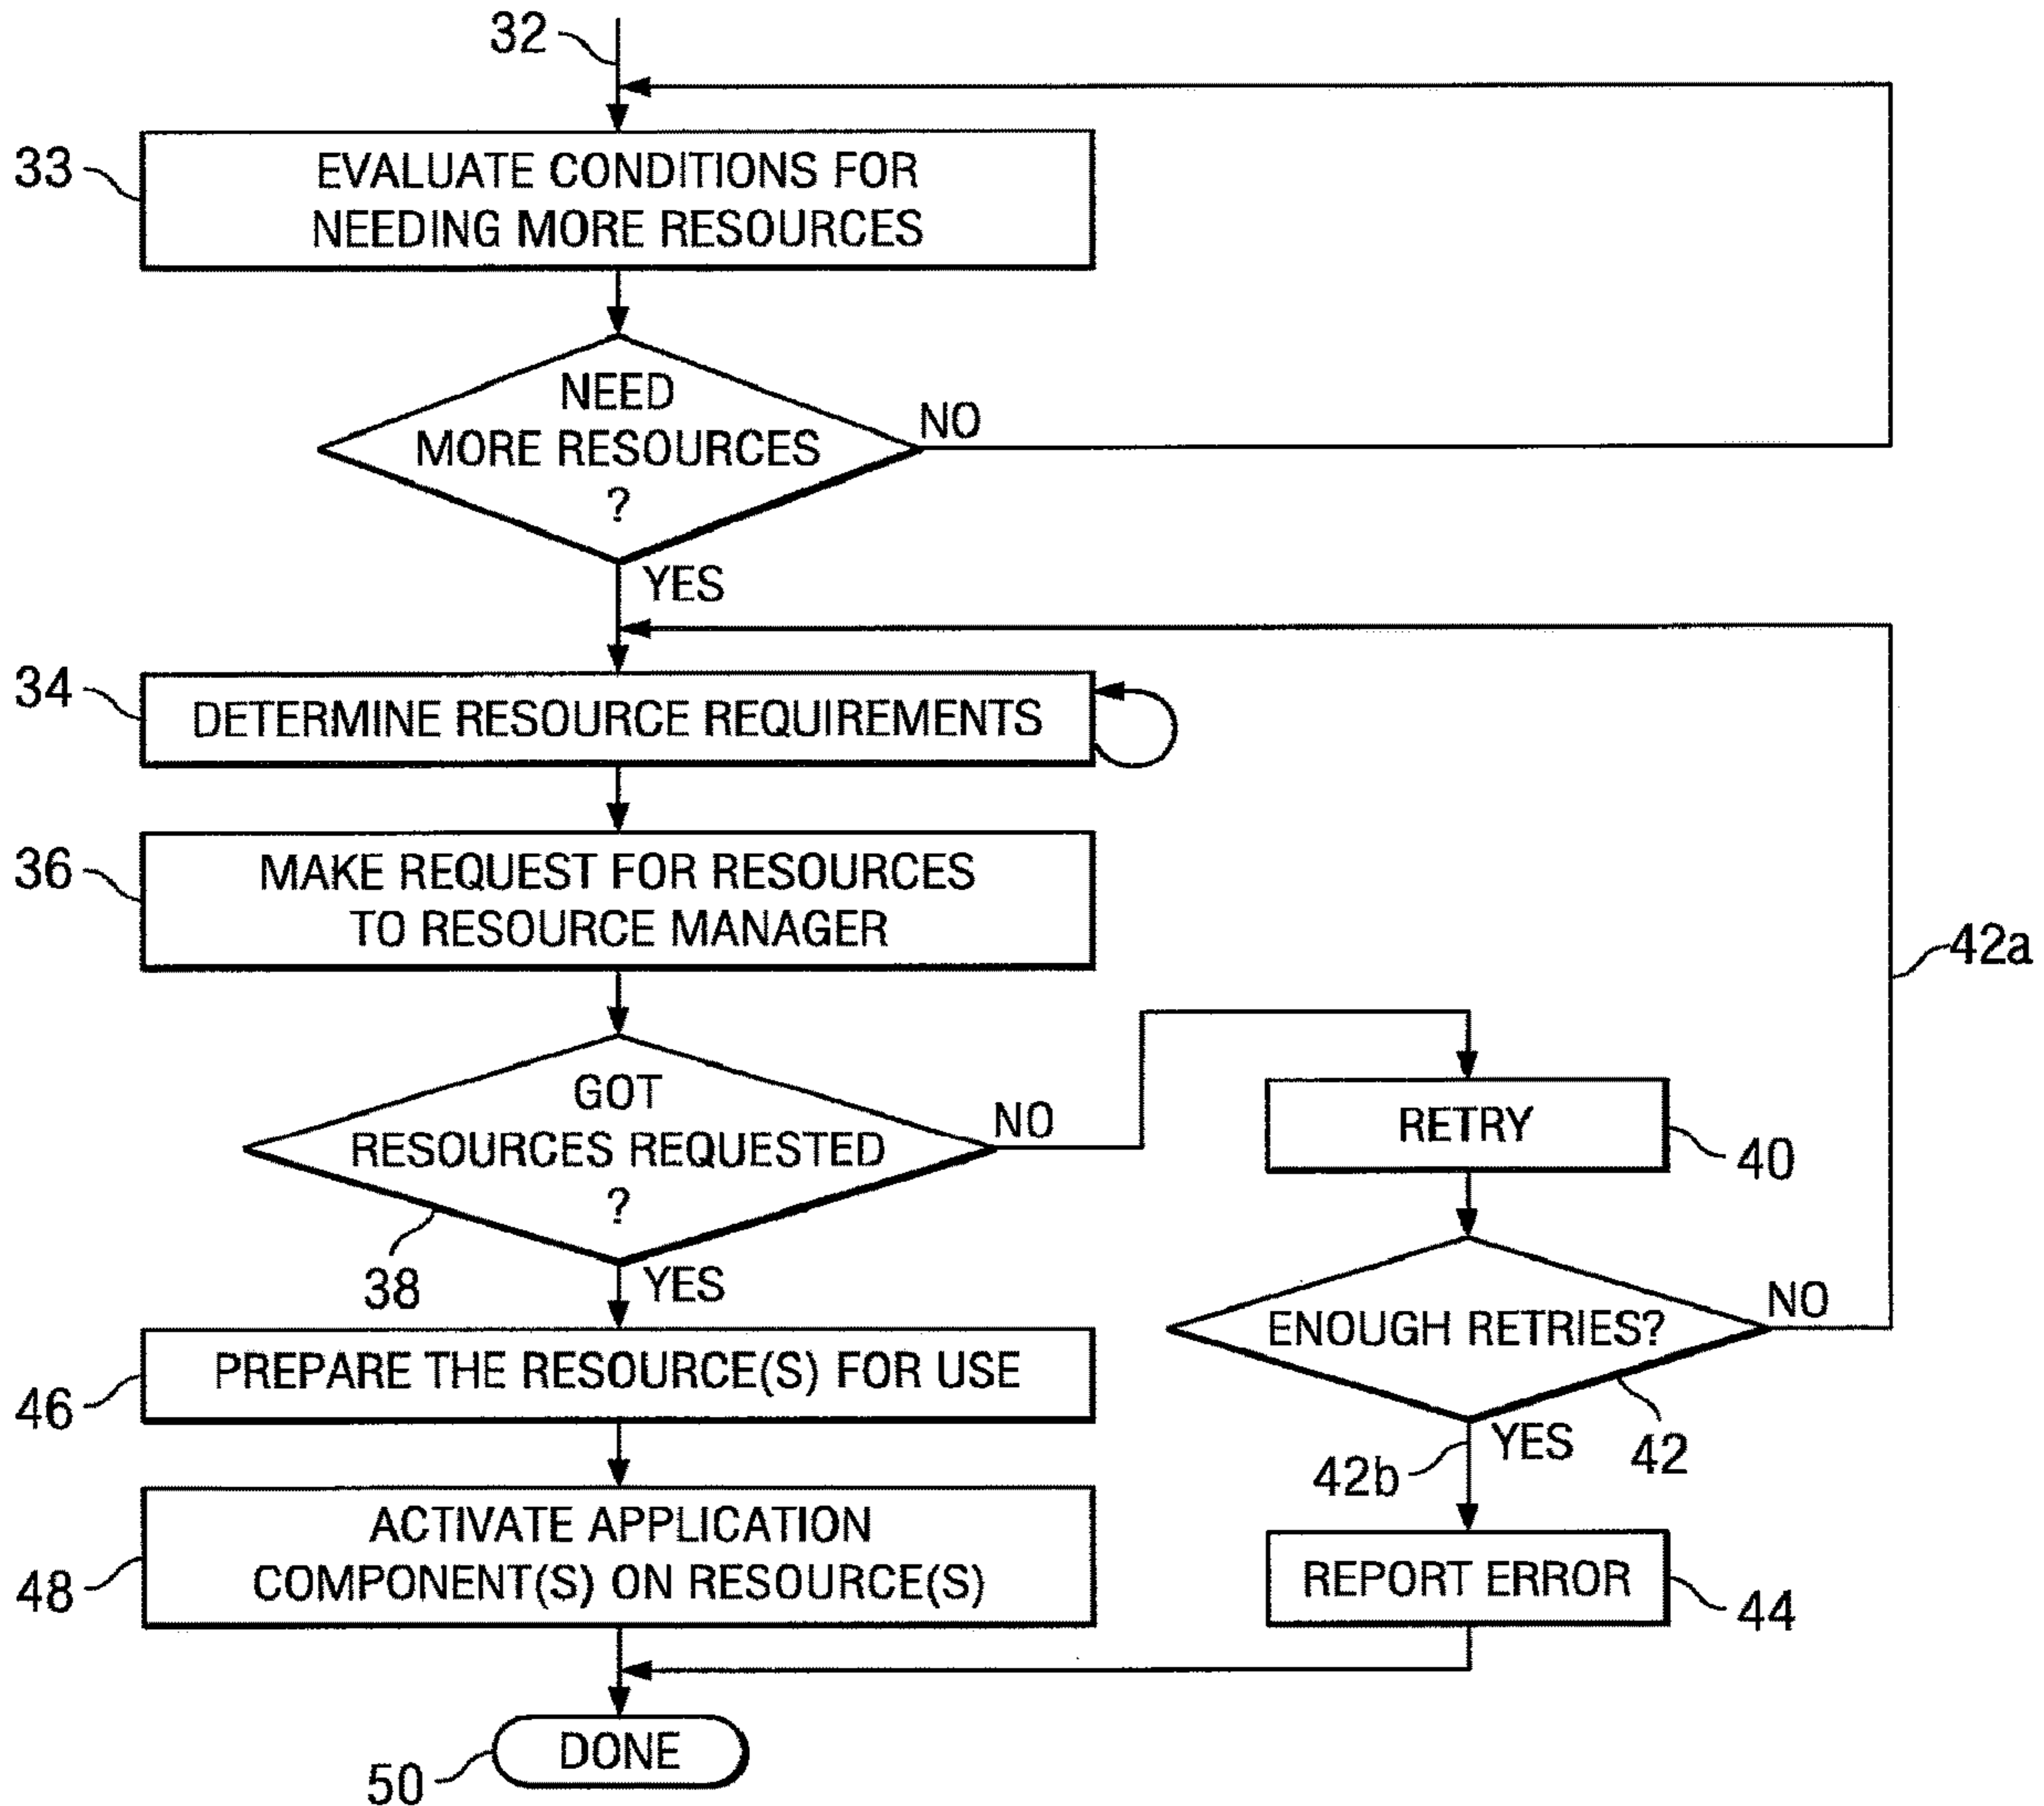 32
33
EVALUATE CONDITIONS FOR
NEEDING MORE RESOURCES
NEED
MORE RESOURCES
?
NO
YES
34
DETERMINE RESOURCE REQUIREMENTS
36
MAKE REQUEST FOR RESOURCES
TO RESOURCE MANAGER
42a
GOT
RESOURCES REQUESTED
?
NO
38
YES
RETRY
40
ENOUGH RETRIES?
NO
42
YES
42b
46
PREPARE THE RESOURCE(S) FOR USE
48
ACTIVATE APPLICATION
COMPONENT(S) ON RESOURCE(S)
REPORT ERROR
44
DONE
50